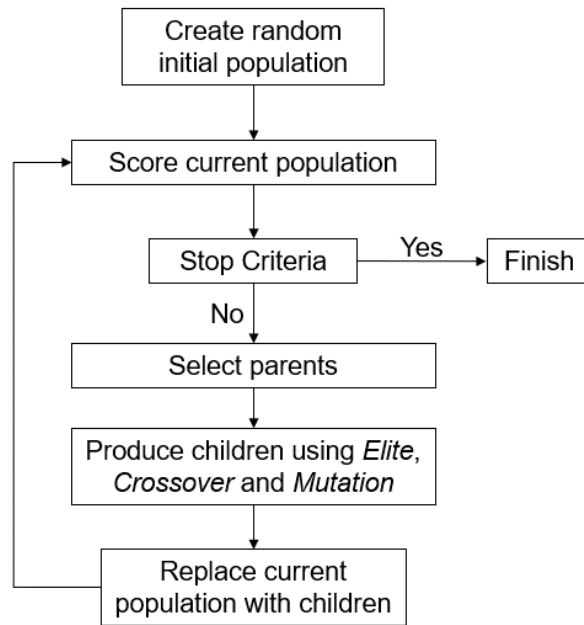 Create random
initial population
Score current population
Stop Criteria
Yes
Finish
No
Select parents
Produce children using Elite,
Crossover and Mutation
Replace current
population with children